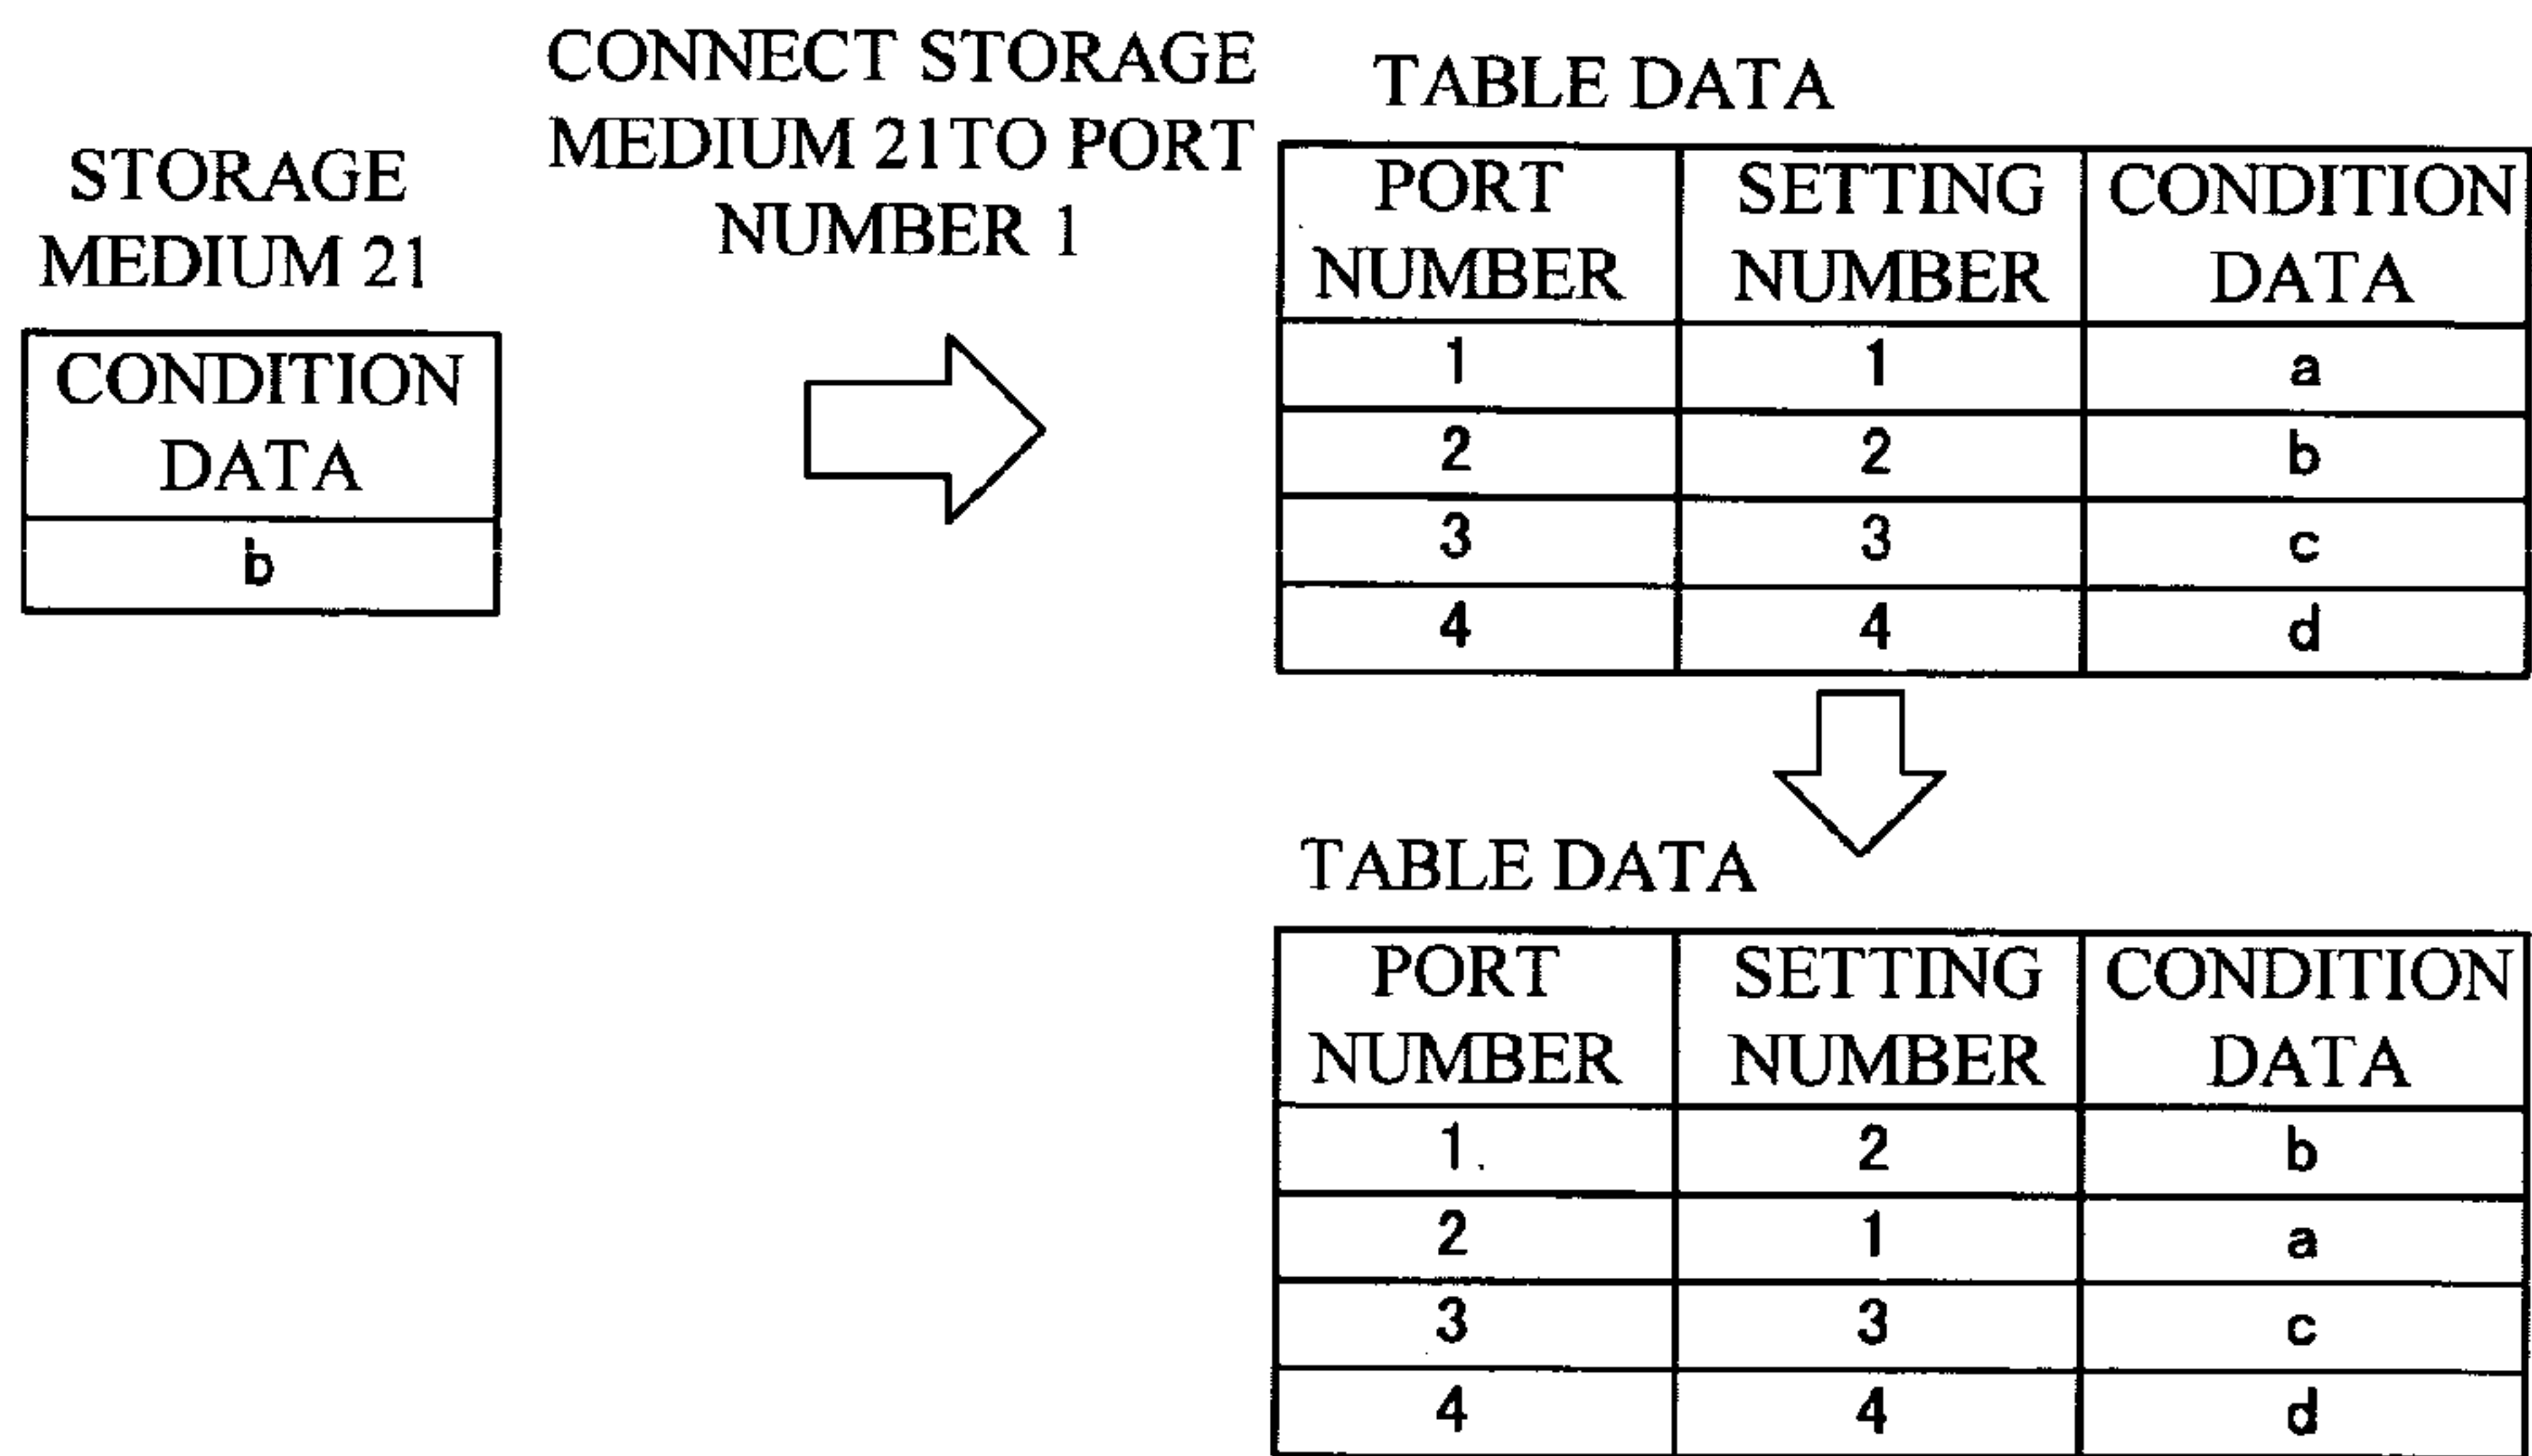 STORAGE
MEDIUM 21
CONDITION
DATA
b
CONNECT STORAGE
MEDIUM 21TO PORT
NUMBER 1
TABLE DATA
PORT NUMBER SETTING NUMBER CONDITION DATA
1 1 a
2 2 b
3 3 c
4 4 d
TABLE DATA
PORT NUMBER SETTING NUMBER CONDITION DATA
1 2 b
2 1 a
3 3 c
4 4 d